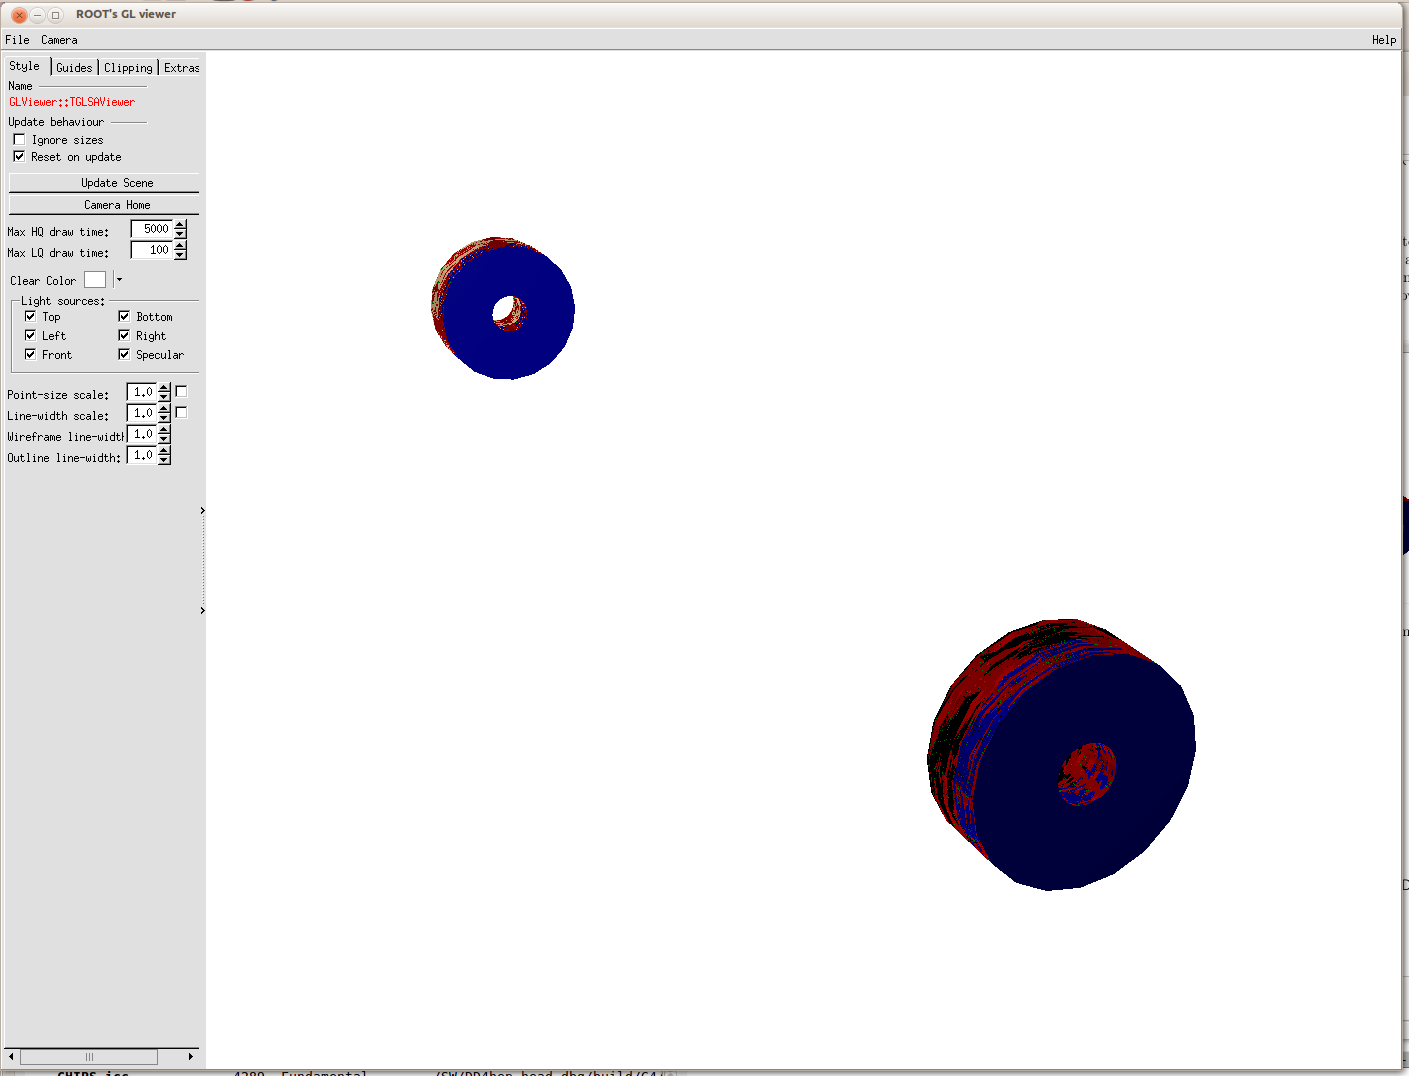 ROOT's GL viewer
File Camera Help
Style Guides Clipping Extras
Name
GLViewer::TGLSAViewer
Update behaviour
Ignore sizes
Reset on update
Update Scene
Camera Home
Max HQ draw time: 5000
Max LQ draw time: 100
Clear Color
Light sources:
Top Bottom
Left Right
Front Specular
Point-size scale: 1.0
Line-width scale: 1.0
Wireframe line-widt 1.0
Outline line-width: 1.0